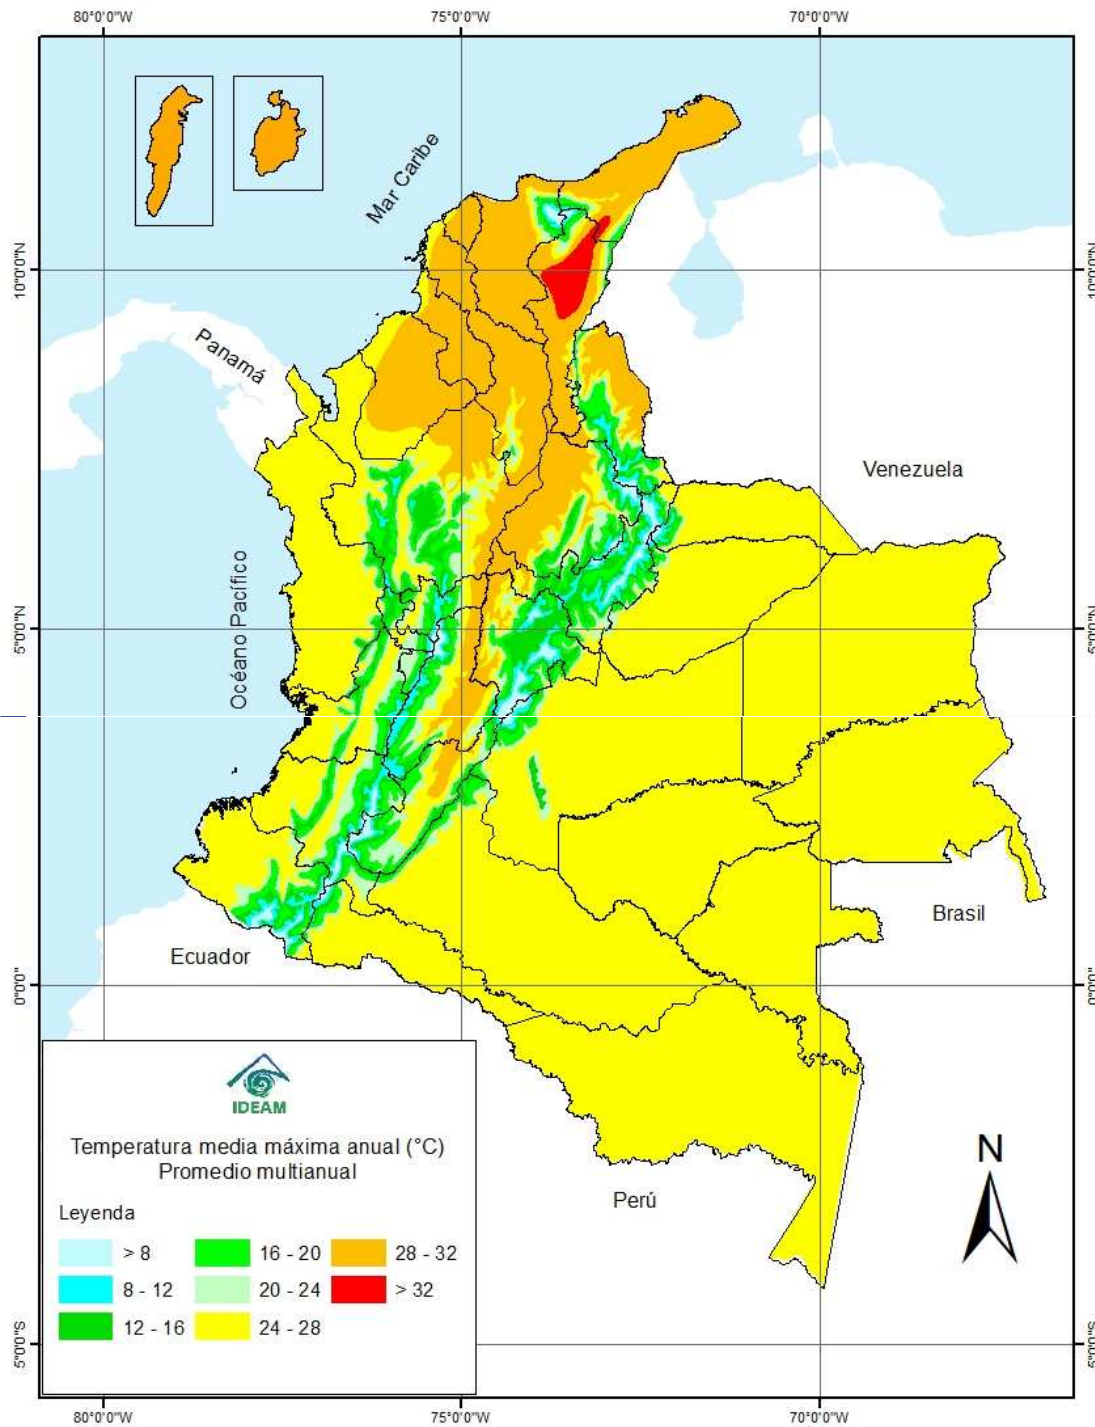 80°0'0"W 75°0'0"W 70°0'0"W
Mar Caribe
10°0'0"N 10°0'0"N
Panamá
Venezuela
Océano Pacífico
5°0'0"N 5°0'0"N
Brasil
Ecuador
0°0'0" 0°0'0"
IDEAM
Temperatura media máxima anual (°C)
Promedio multianual
N
Perú
Leyenda
> 8 16 - 20 28 - 32
8 - 12 20 - 24 > 32
12 - 16 24 - 28
5°0'0"S 5°0'0"S
80°0'0"W 75°0'0"W 70°0'0"W